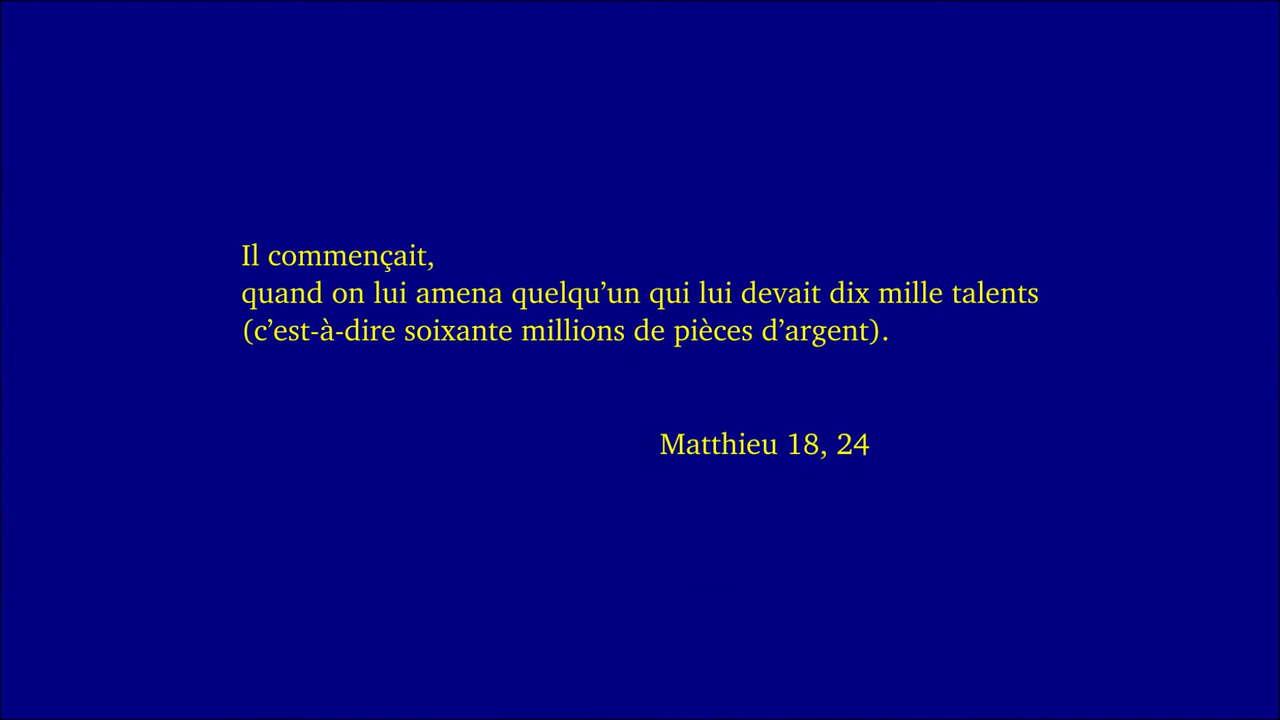 Il commençait,
quand on lui amena quelqu’un qui lui devait dix mille talents
(c’est-à-dire soixante millions de pièces d’argent).
Matthieu 18, 24